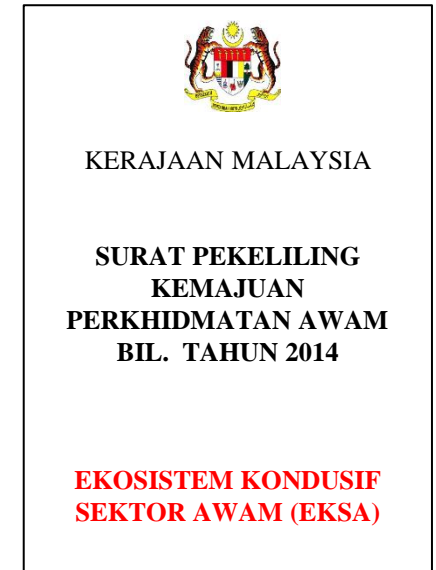 KERAJAAN MALAYSIA
SURAT PEKELILING
KEMAJUAN
PERKHIDMATAN AWAM
BIL. TAHUN 2014
EKOSISTEM KONDUSIF
SEKTOR AWAM (EKSA)